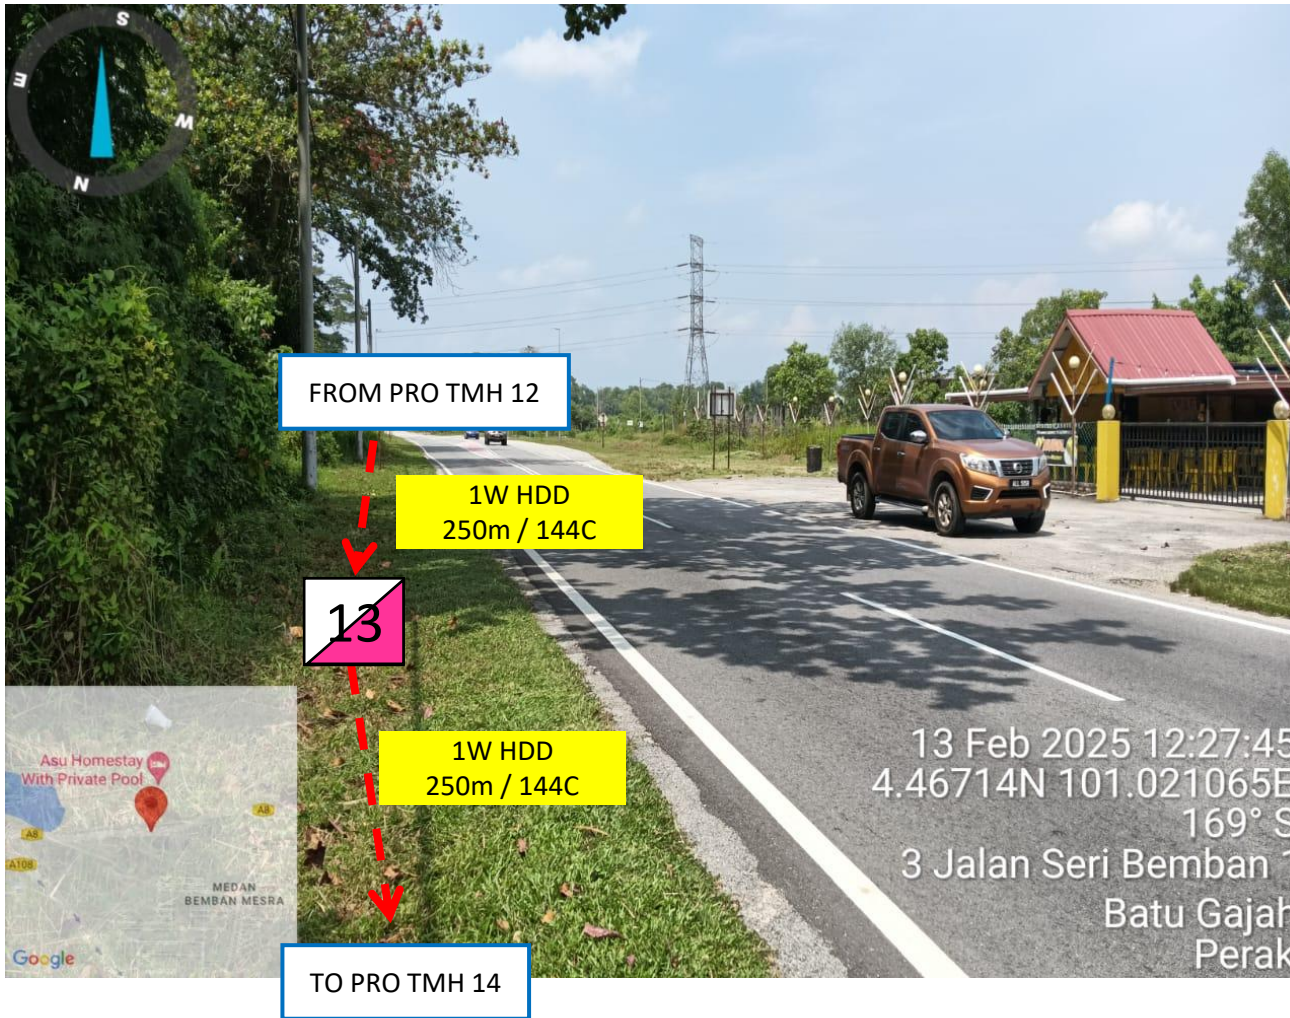 S
E
W
N
FROM PRO TMH 12
1W HDD
250m / 144C
13
1W HDD
250m / 144C
TO PRO TMH 14
Asu Homestay
With Private Pool
A8
A8
A108
MEDAN
BEMBAN MESRA
Google
13 Feb 2025 12:27:45
4.46714N 101.021065E
169° S
3 Jalan Seri Bemban 1
Batu Gajah
Perak